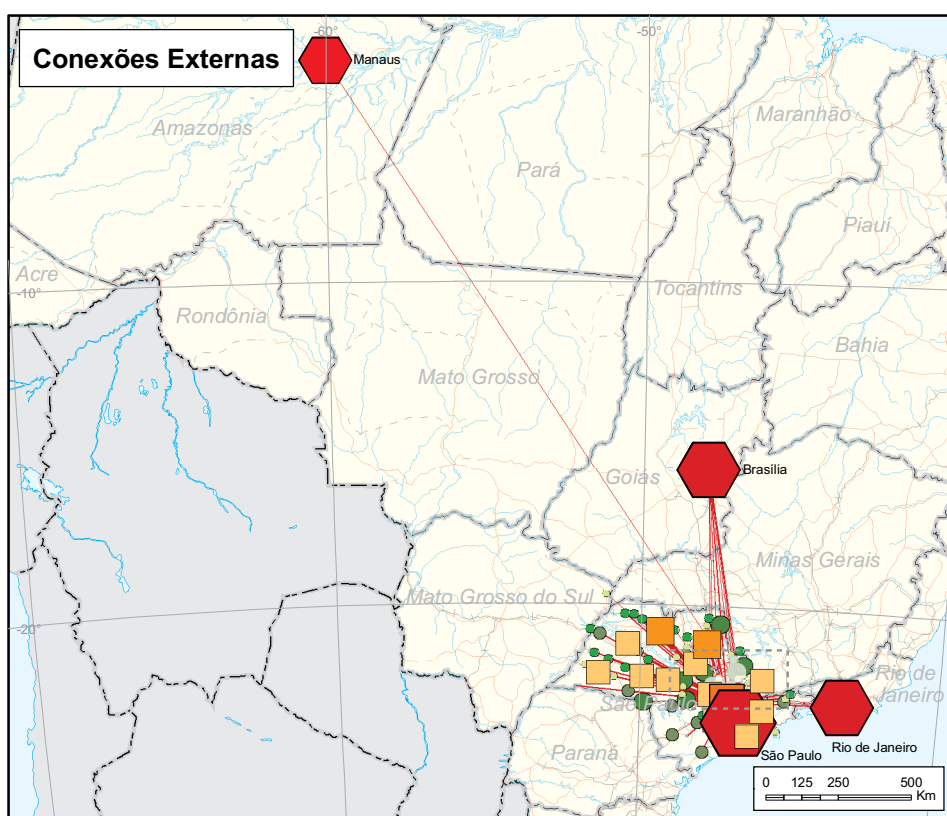 -60°
-50°
Conexões Externas
Manaus
Maranhão
Amazonas
Pará
Piauí
Acre
-10°
Tocantins
Rondônia
Bahia
Mato Grosso
Goiás
Brasília
Minas Gerais
Mato Grosso do Sul
-20°
Rio de
Janeiro
São Paulo
Paraná
Rio de Janeiro
São Paulo
0 125 250 500
Km